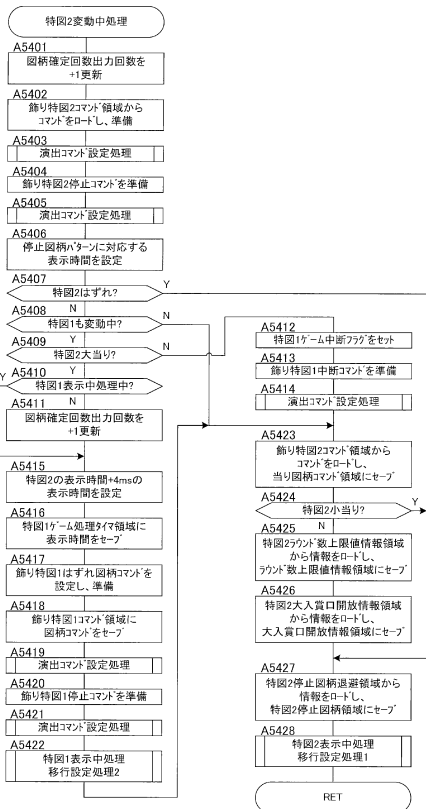 特図2変動中処理
A5401
図柄確定回数出力回数を
+1更新
A5402
飾り特図2コマンド領域から
コマンドをロードし、準備
A5403
演出コマンド設定処理
A5404
飾り特図2停止コマンドを準備
A5405
演出コマンド設定処理
A5406
停止図柄パターンに対応する
表示時間を設定
A5407
特図2はずれ?
Y
N
A5408
特図1も変動中?
N
Y
A5409
特図2大当り?
N
Y
A5410
特図1表示中処理中?
Y
N
A5411
図柄確定回数出力回数を
+1更新
A5415
特図2の表示時間+4msの
表示時間を設定
A5416
特図1ゲーム処理タイマ領域に
表示時間をセーブ
A5417
飾り特図1はずれ図柄コマンドを
設定し、準備
A5418
飾り特図1コマンド領域に
図柄コマンドをセーブ
A5419
演出コマンド設定処理
A5420
飾り特図1停止コマンドを準備
A5421
演出コマンド設定処理
A5422
特図1表示中処理
移行設定処理2
A5412
特図1ゲーム中断フラグをセット
A5413
飾り特図1中断コマンドを準備
A5414
演出コマンド設定処理
A5423
飾り特図2コマンド領域から
コマンドをロードし、
当り図柄コマンド領域にセーブ
A5424
特図2小当り?
Y
N
A5425
特図2ラウンド数上限値情報領域
から情報をロードし、
ラウンド数上限値情報領域にセーブ
A5426
特図2大入賞口開放情報領域
から情報をロードし、
大入賞口開放情報領域にセーブ
A5427
特図2停止図柄退避領域から
情報をロードし、
特図2停止図柄領域にセーブ
A5428
特図2表示中処理
移行設定処理1
RET